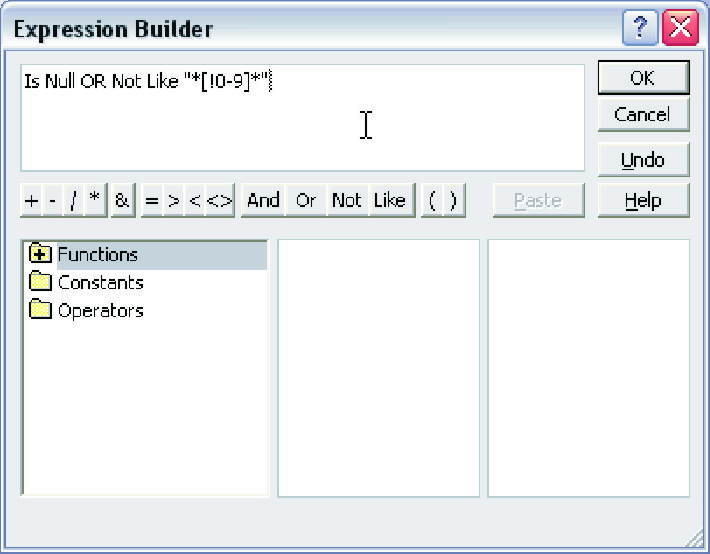 Expression Builder
?
Is Null OR Not Like "*[!0-9]*"
OK
Cancel
Undo
+ - / * & = > < <> And Or Not Like ( ) Paste Help
Functions
Constants
Operators